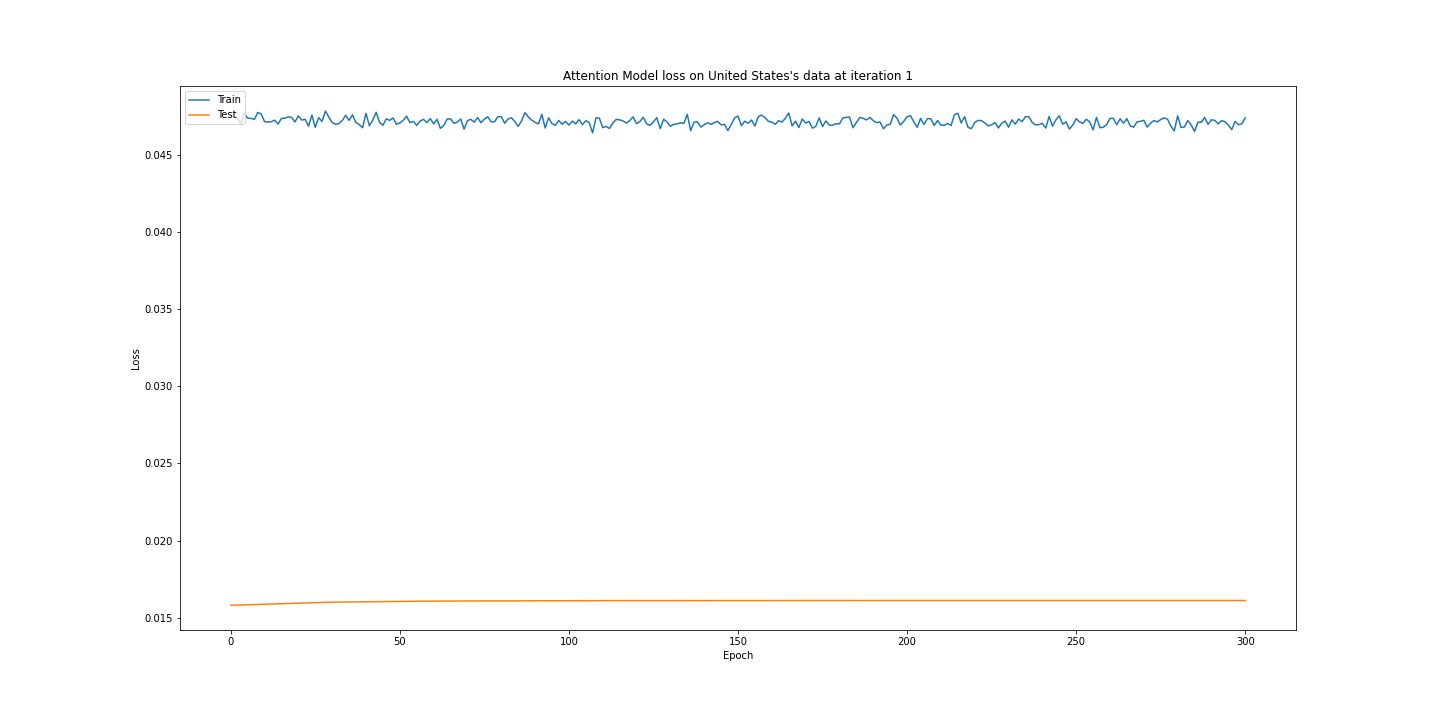 Attention Model loss on United States's data at iteration 1
Train
Test
0.045
0.040
0.035
0.030
0.025
0.020
0.015
Loss
0 50 100 150 200 250 300
Epoch